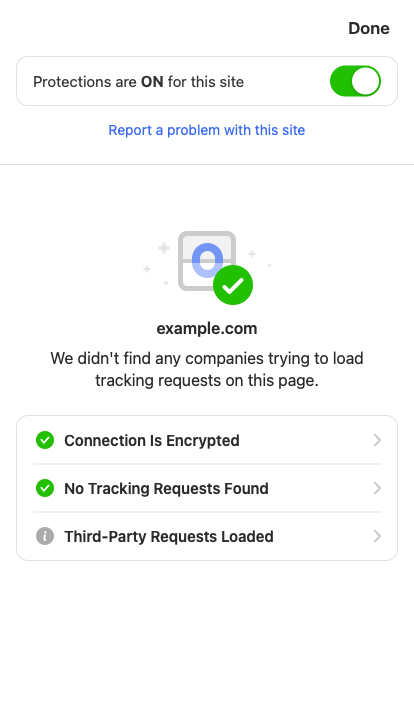 Done
Protections are ON for this site
Report a problem with this site
0
example.com
We didn't find any companies trying to load
tracking requests on this page.
Connection Is Encrypted
No Tracking Requests Found
Third-Party Requests Loaded